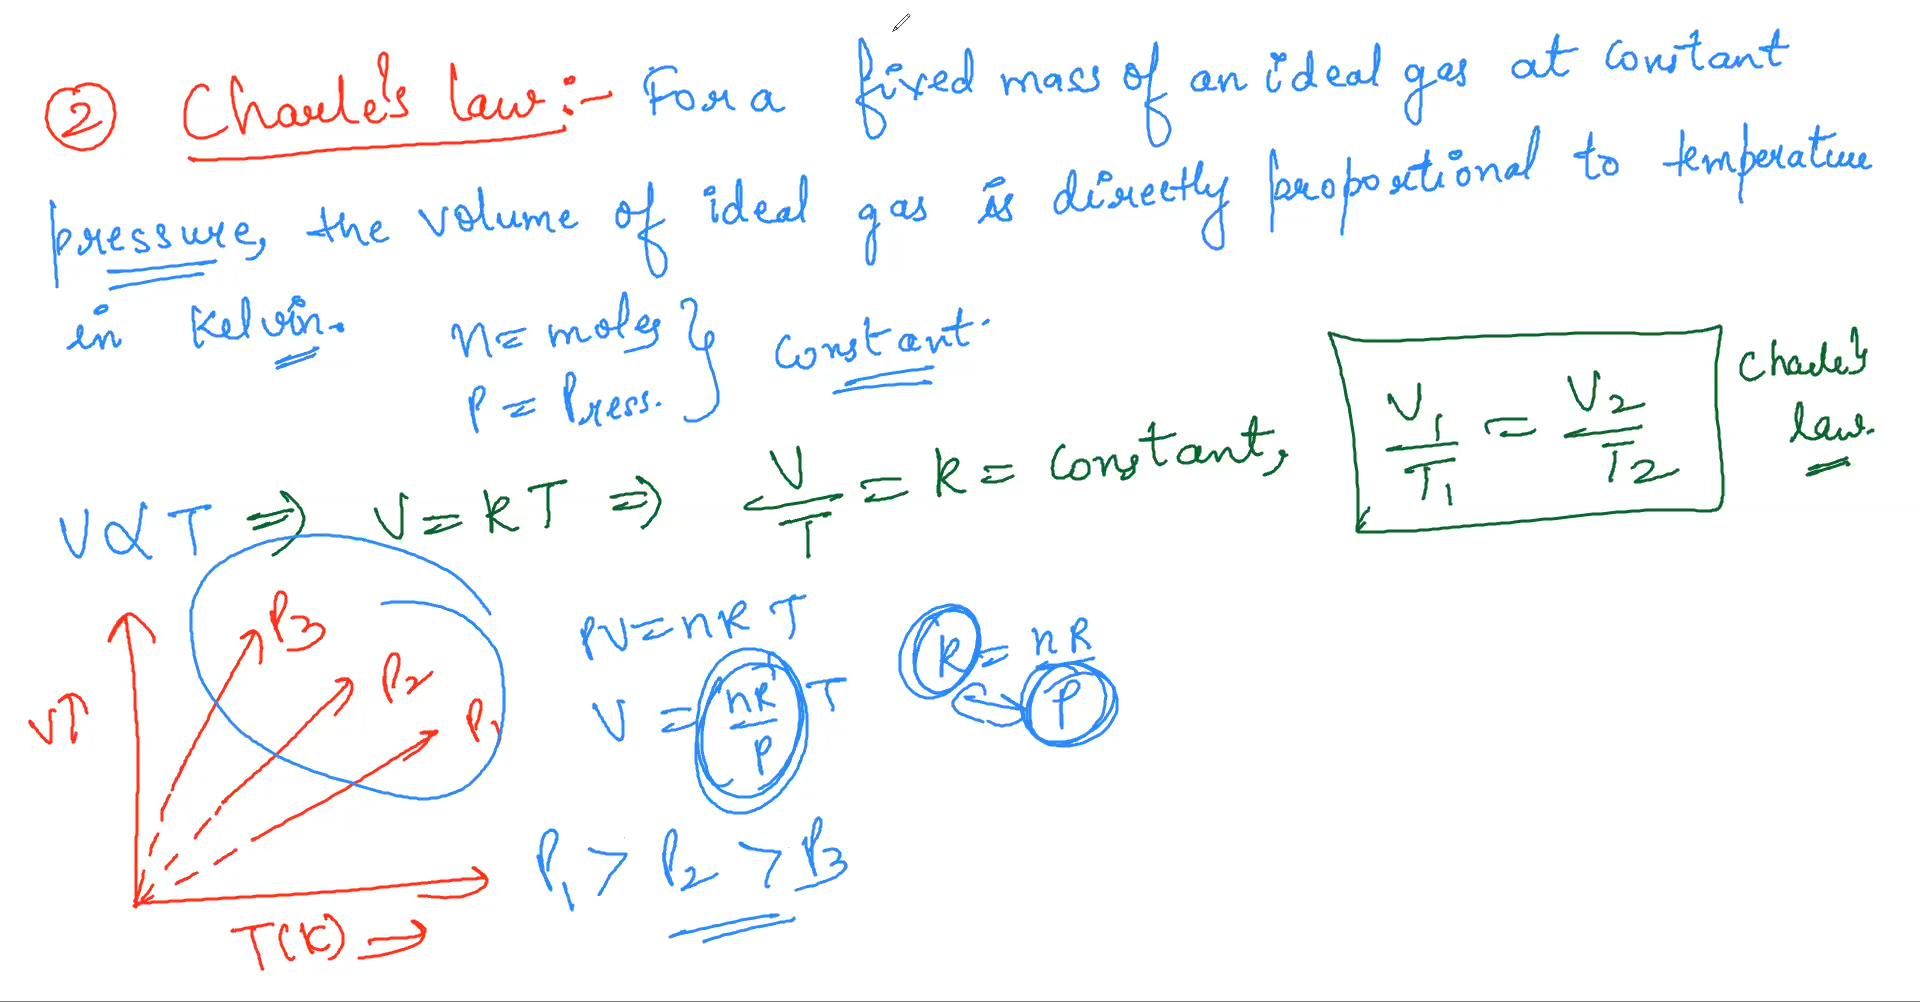 ② Charle's law:- For a fixed mass of an ideal gas at constant
pressure, the volume of ideal gas is directly proportional to temperature
in Kelvin.
n = moles } constant.
P = Press.
V ∝ T ⇒ V = kT ⇒ V/T = k = constant, V₁/T₁ = V₂/T₂ Charle's
law.
P₃
P₂
P₁
V↑
T(K) →
PV = nRT
V = nR/P T
k = nR/P
P₁ > P₂ > P₃